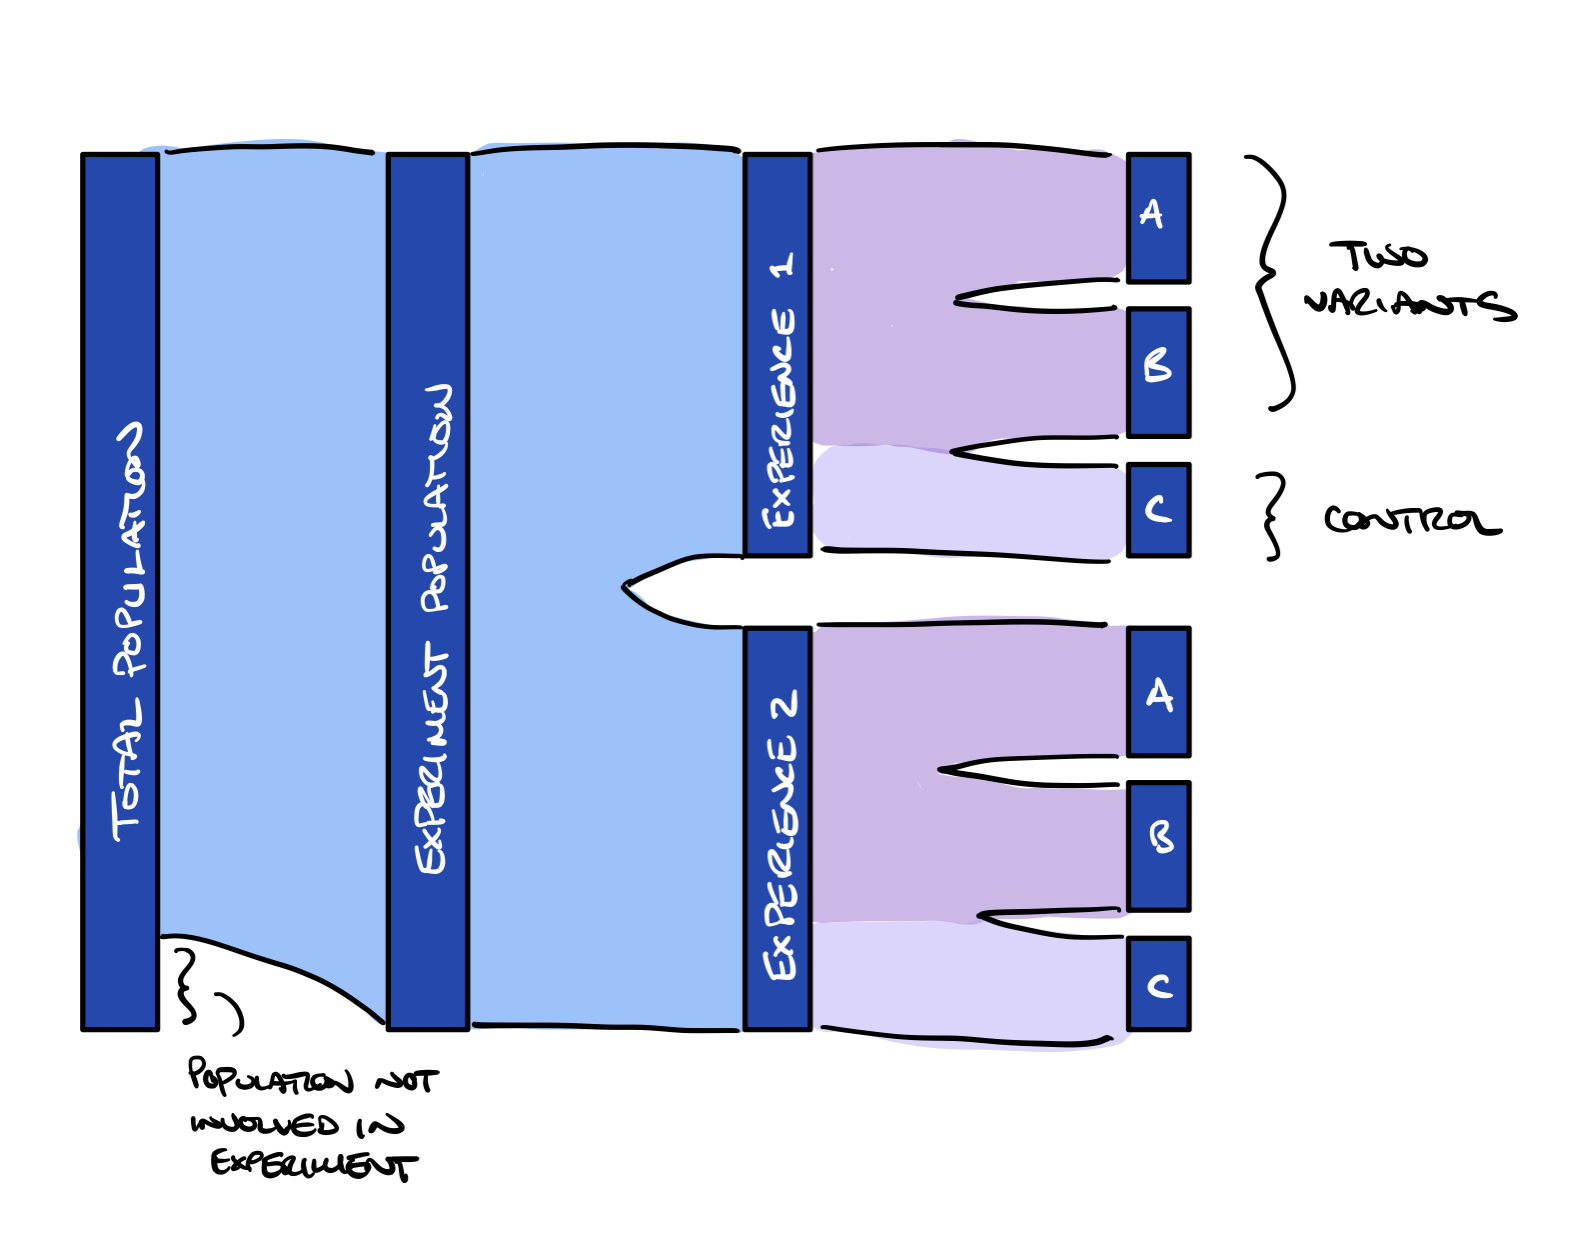 TOTAL POPULATION
EXPERIMENT POPULATION
EXPERIENCE 1
A
B
C
TWO
VARIANTS
CONTROL
EXPERIENCE 2
A
B
C
POPULATION NOT
INVOLVED IN
EXPERIMENT